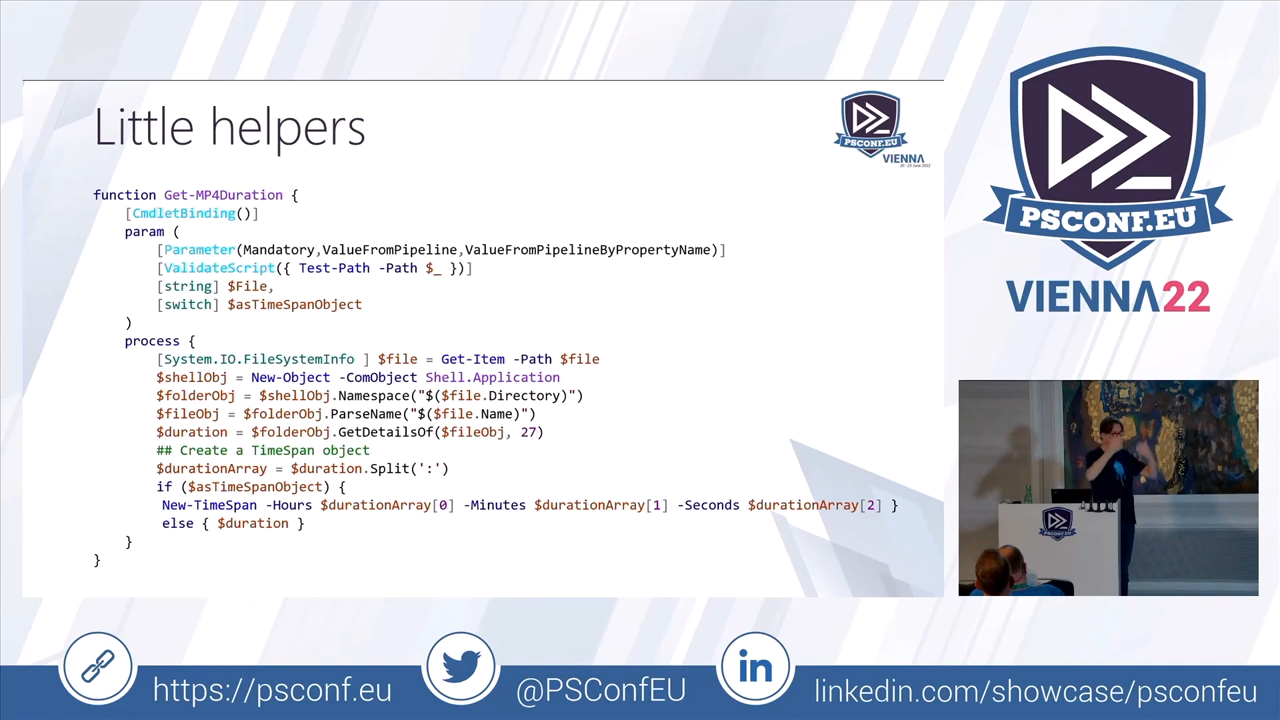 Little helpers
PSCONF.EU
VIENNA
function Get-MP4Duration {
[CmdletBinding()]
param (
[Parameter(Mandatory,ValueFromPipeline,ValueFromPipelineByPropertyName)]
[ValidateScript({ Test-Path -Path $_ })]
[string] $File,
[switch] $asTimeSpanObject
)
process {
[System.IO.FileSystemInfo ] $file = Get-Item -Path $file
$shellObj = New-Object -ComObject Shell.Application
$folderObj = $shellObj.Namespace("$($file.Directory)")
$fileObj = $folderObj.ParseName("$($file.Name)")
$duration = $folderObj.GetDetailsOf($fileObj, 27)
## Create a TimeSpan object
$durationArray = $duration.Split(':')
if ($asTimeSpanObject) {
New-TimeSpan -Hours $durationArray[0] -Minutes $durationArray[1] -Seconds $durationArray[2] }
else { $duration }
}
}
PSCONF.EU
VIENNA22
PSCONF.EU
https://psconf.eu
@PSConfEU
in
linkedin.com/showcase/psconfeu